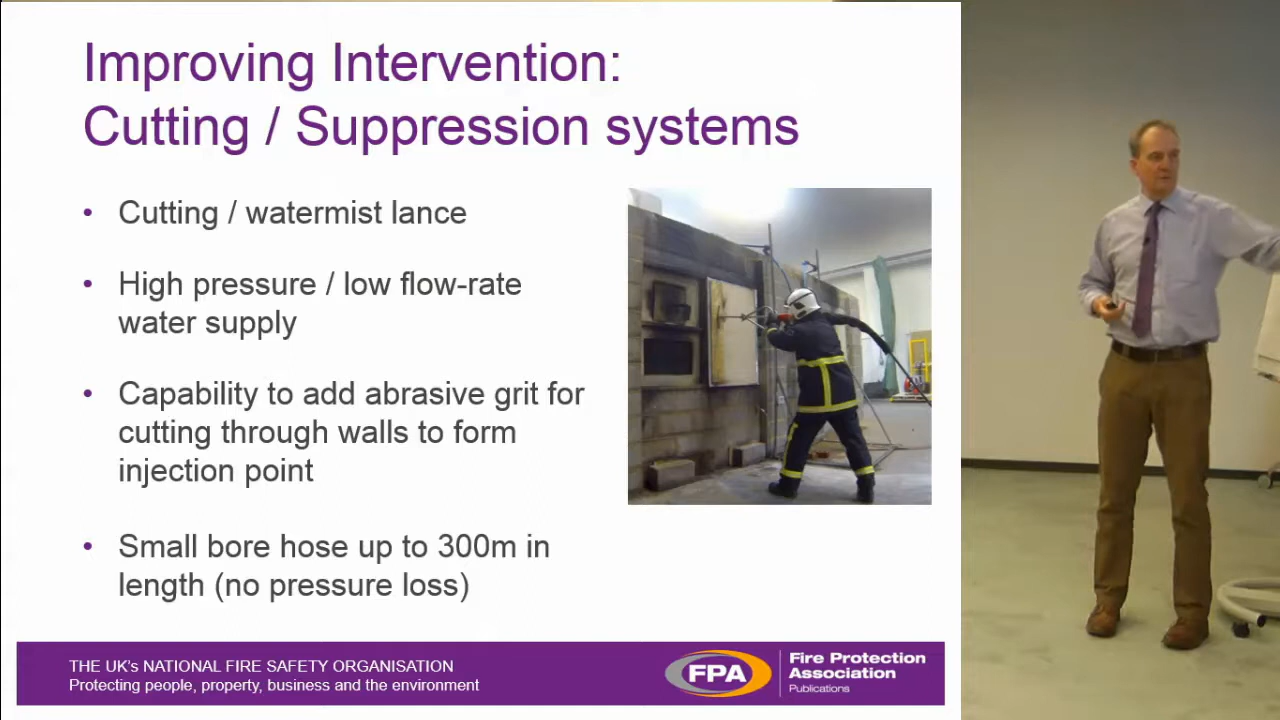 Improving Intervention:
Cutting / Suppression systems
• Cutting / watermist lance
• High pressure / low flow-rate
water supply
• Capability to add abrasive grit for
cutting through walls to form
injection point
• Small bore hose up to 300m in
length (no pressure loss)
THE UK's NATIONAL FIRE SAFETY ORGANISATION
Protecting people, property, business and the environment
FPA
Fire Protection
Association
Publications